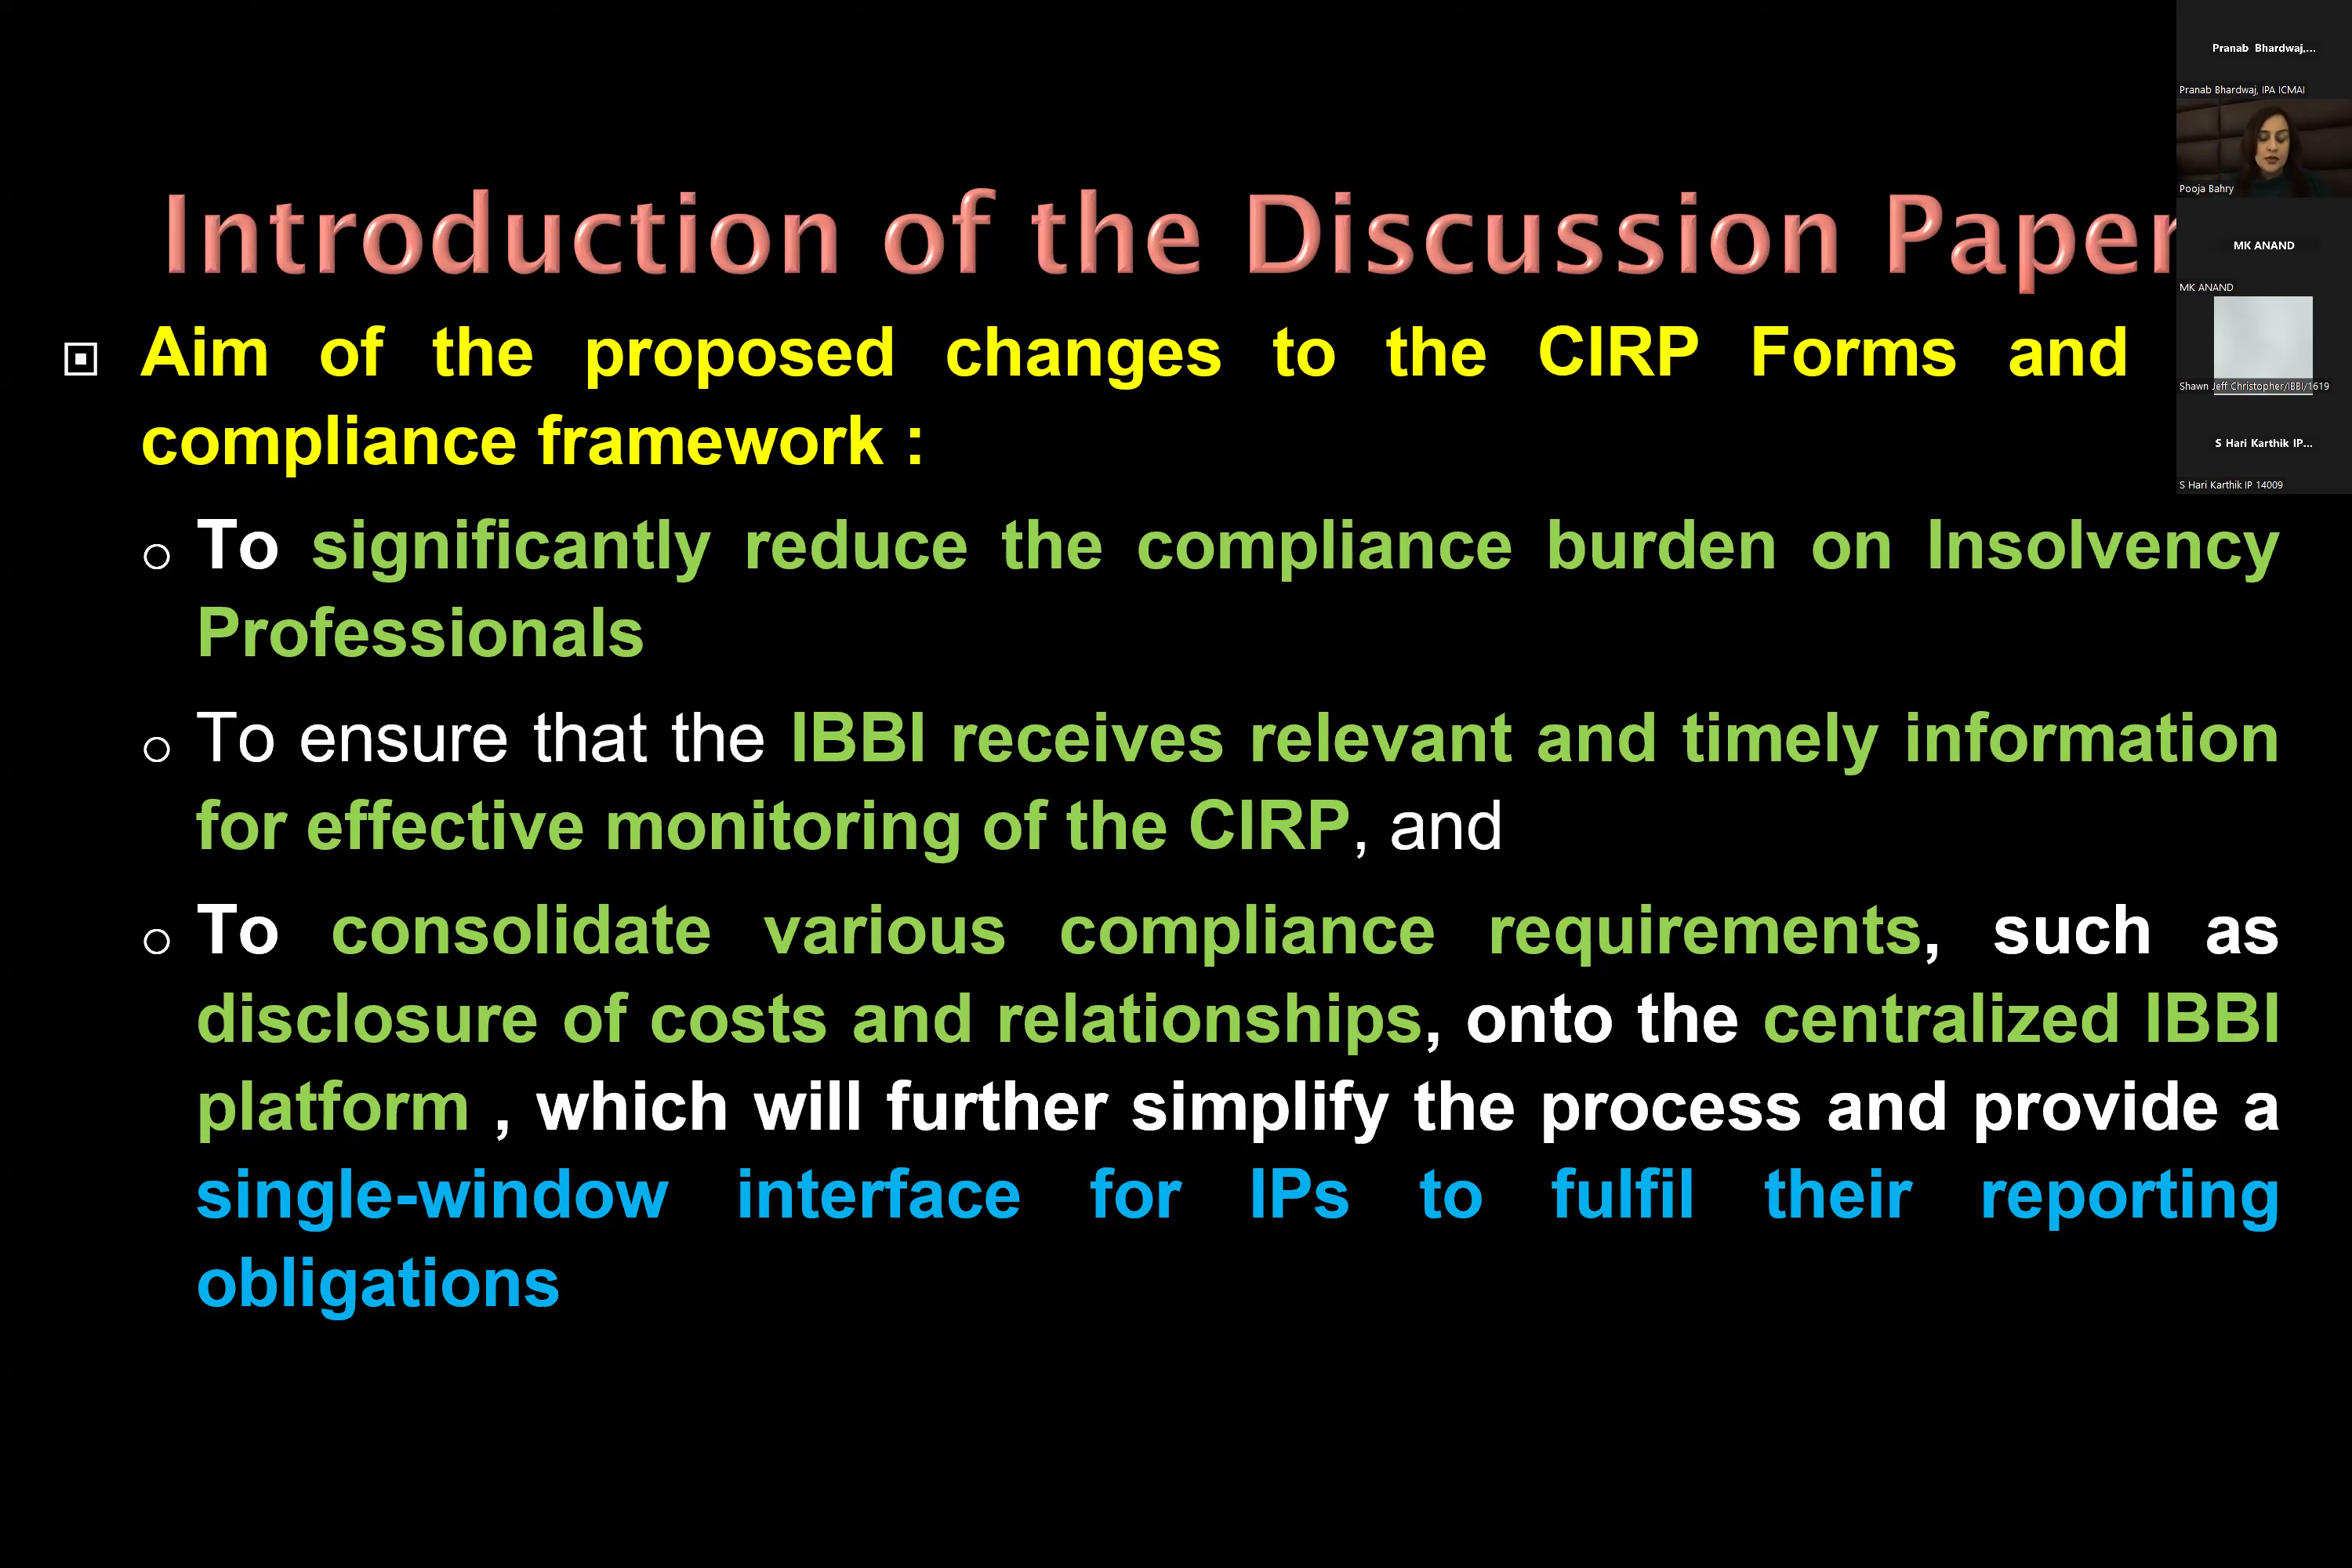 Introduction of the Discussion Paper
Aim of the proposed changes to the CIRP Forms and
compliance framework :
To significantly reduce the compliance burden on Insolvency
Professionals
To ensure that the IBBI receives relevant and timely information
for effective monitoring of the CIRP, and
To consolidate various compliance requirements, such as
disclosure of costs and relationships, onto the centralized IBBI
platform , which will further simplify the process and provide a
single-window interface for IPs to fulfil their reporting
obligations
Pranab Bhardwaj,...
Pranab Bhardwaj, IPA ICMAI
Pooja Bahry
MK ANAND
MK ANAND
Shawn Jeff Christopher/IBBI/1619
S Hari Karthik IP...
S Hari Karthik IP 14009